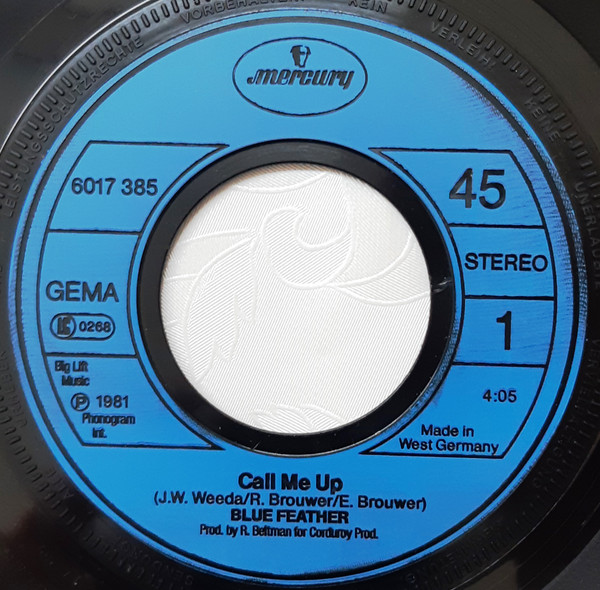 VORBEHALTEN
KEIN
VERLEIH
KEINE
LEISTUNGSSCHUTZRECHTE
mercury
6017 385
45
STEREO
GEMA
LC 0268
1
Big Lift
Music
P 1981
Phonogram
Int.
4:05
Made in
West Germany
Call Me Up
(J.W. Weeda/R. Brouwer/E. Brouwer)
BLUE FEATHER
Prod. by R. Beltman for Corduroy Prod.